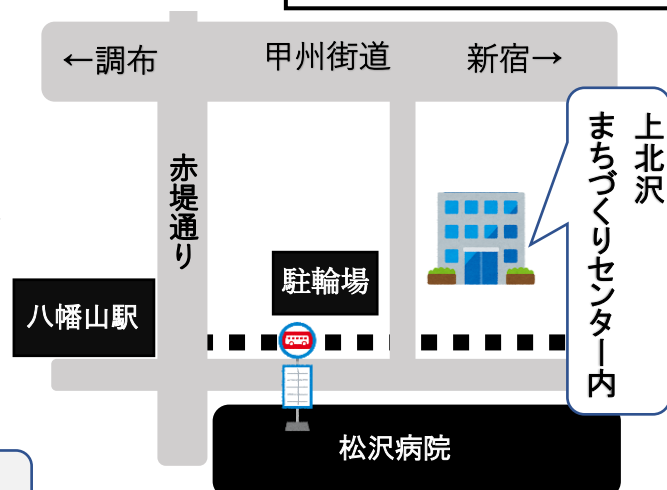 ←調布
甲州街道
新宿→
上北沢
まちづくりセンター内
赤堤通り
駐輪場
八幡山駅
松沢病院